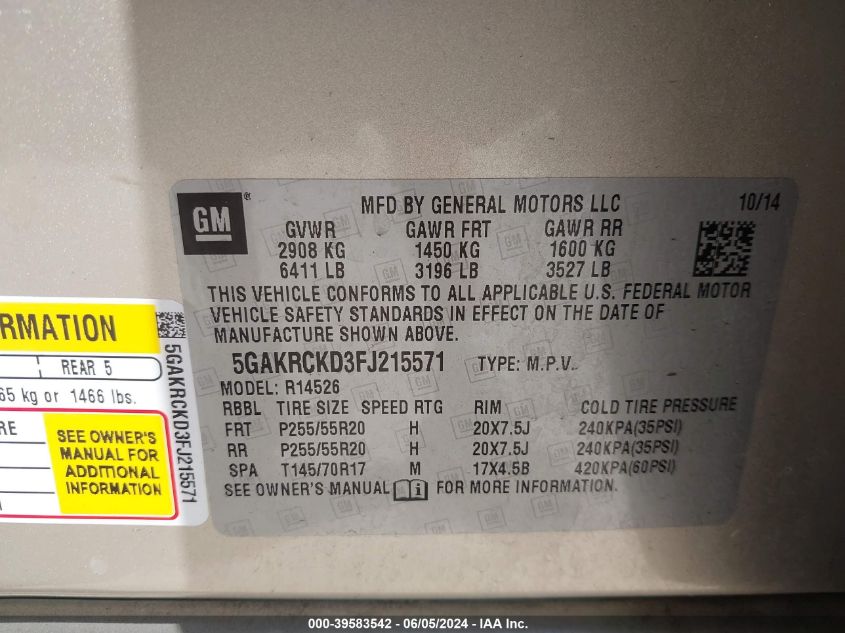 GM ®
MFD BY GENERAL MOTORS LLC 10/14
GVWR GAWR FRT GAWR RR
2908 KG 1450 KG 1600 KG
6411 LB 3196 LB 3527 LB
THIS VEHICLE CONFORMS TO ALL APPLICABLE U.S. FEDERAL MOTOR
VEHICLE SAFETY STANDARDS IN EFFECT ON THE DATE OF
MANUFACTURE SHOWN ABOVE.
5GAKRCKD3FJ215571 TYPE: M.P.V.
MODEL: R14526
RBBL TIRE SIZE SPEED RTG RIM COLD TIRE PRESSURE
FRT P255/55R20 H 20X7.5J 240KPA(35PSI)
RR P255/55R20 H 20X7.5J 240KPA(35PSI)
SPA T145/70R17 M 17X4.5B 420KPA(60PSI)
SEE OWNER'S MANUAL i FOR MORE INFORMATION.
RMATION
REAR 5
65 kg or 1466 lbs.
RE
SEE OWNER'S
MANUAL FOR
ADDITIONAL
INFORMATION
5GAKRCKD3FJ215571
000-39583542 - 06/05/2024 - IAA Inc.